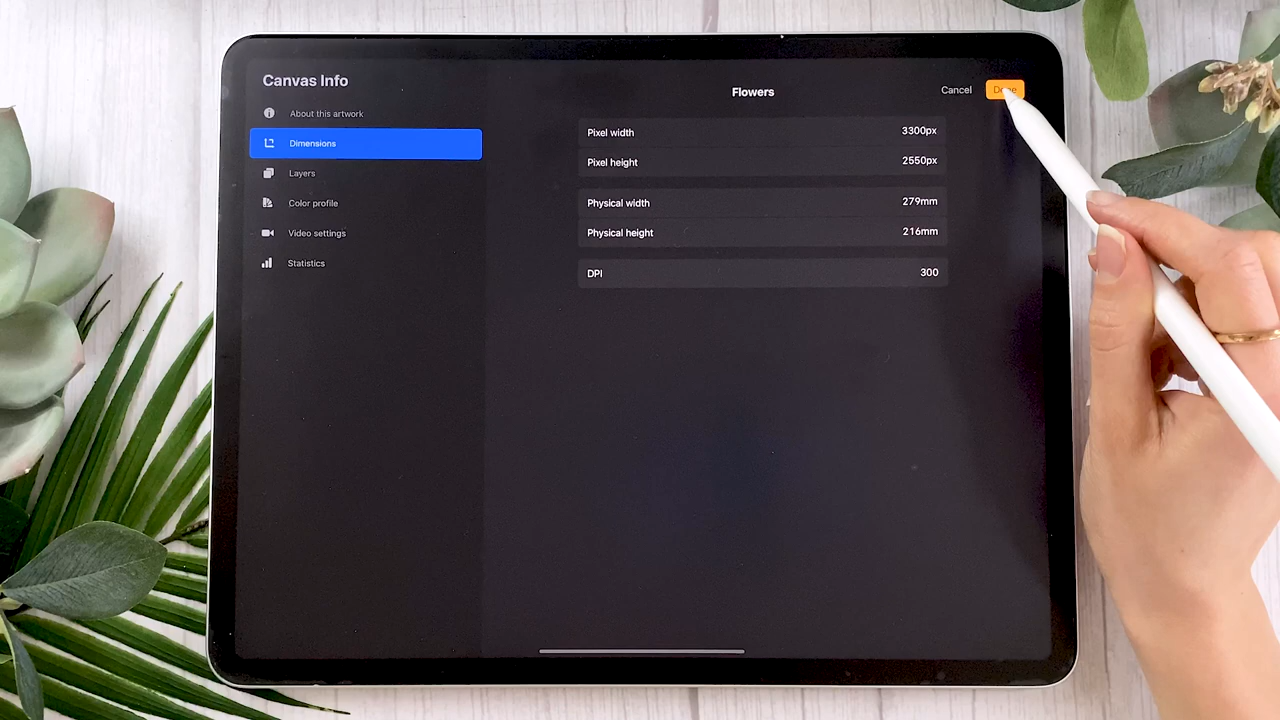 Canvas Info
About this artwork
Dimensions
Layers
Color profile
Video settings
Statistics
Flowers
Cancel
Done
Pixel width 3300px
Pixel height 2550px
Physical width 279mm
Physical height 216mm
DPI 300